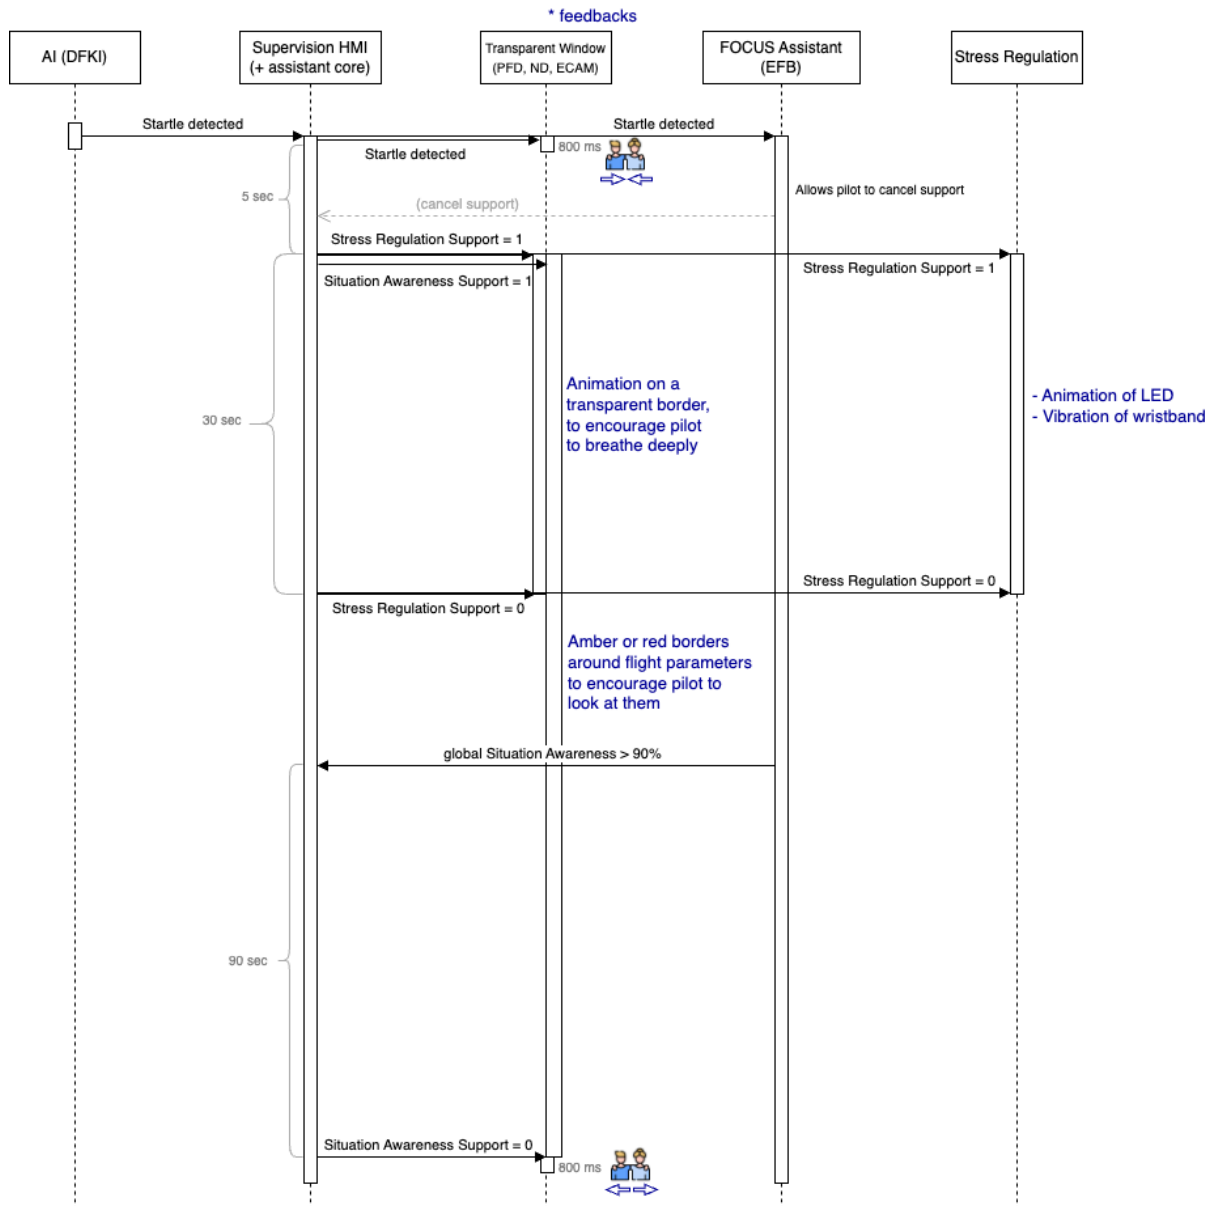 * feedbacks
AI (DFKI)
Supervision HMI
(+ assistant core)
Transparent Window
(PFD, ND, ECAM)
FOCUS Assistant
(EFB)
Stress Regulation
Startle detected
Startle detected
Startle detected
800 ms
5 sec
Allows pilot to cancel support
(cancel support)
Stress Regulation Support = 1
Stress Regulation Support = 1
Situation Awareness Support = 1
Animation on a
transparent border,
to encourage pilot
to breathe deeply
- Animation of LED
- Vibration of wristband
30 sec
Stress Regulation Support = 0
Stress Regulation Support = 0
Amber or red borders
around flight parameters
to encourage pilot to
look at them
global Situation Awareness > 90%
90 sec
Situation Awareness Support = 0
800 ms